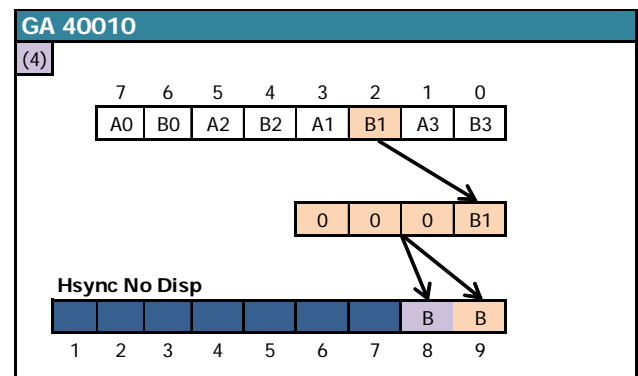 GA 40010
(4)
7 6 5 4 3 2 1 0
A0 B0 A2 B2 A1 B1 A3 B3
0 0 0 B1
Hsync No Disp
B B
1 2 3 4 5 6 7 8 9